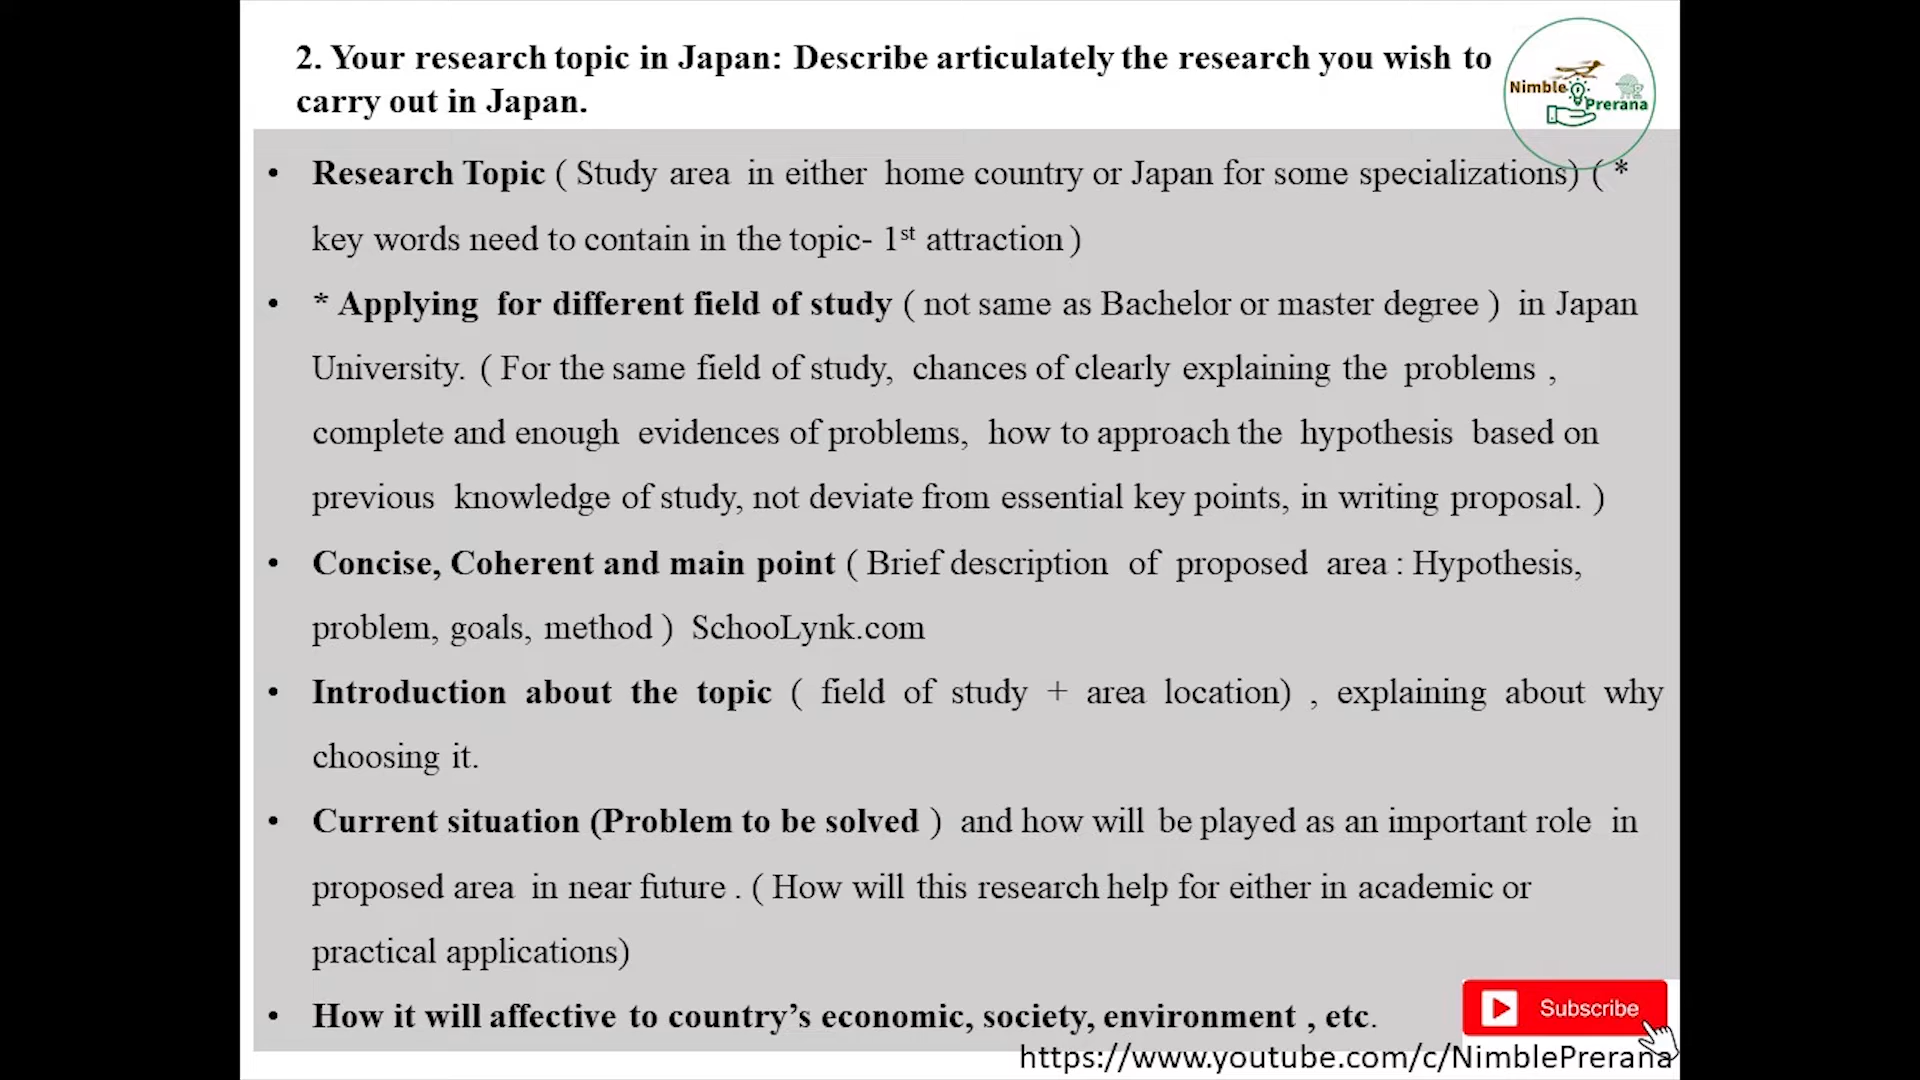 2. Your research topic in Japan: Describe articulately the research you wish to
carry out in Japan.
Nimble
Prerana
• Research Topic ( Study area in either home country or Japan for some specializations) ( *
key words need to contain in the topic- 1st attraction )
• * Applying for different field of study ( not same as Bachelor or master degree ) in Japan
University. ( For the same field of study, chances of clearly explaining the problems ,
complete and enough evidences of problems, how to approach the hypothesis based on
previous knowledge of study, not deviate from essential key points, in writing proposal. )
• Concise, Coherent and main point ( Brief description of proposed area : Hypothesis,
problem, goals, method ) SchooLynk.com
• Introduction about the topic ( field of study + area location) , explaining about why
choosing it.
• Current situation (Problem to be solved ) and how will be played as an important role in
proposed area in near future . ( How will this research help for either in academic or
practical applications)
• How it will affective to country’s economic, society, environment , etc.
Subscribe
https://www.youtube.com/c/NimblePrerana